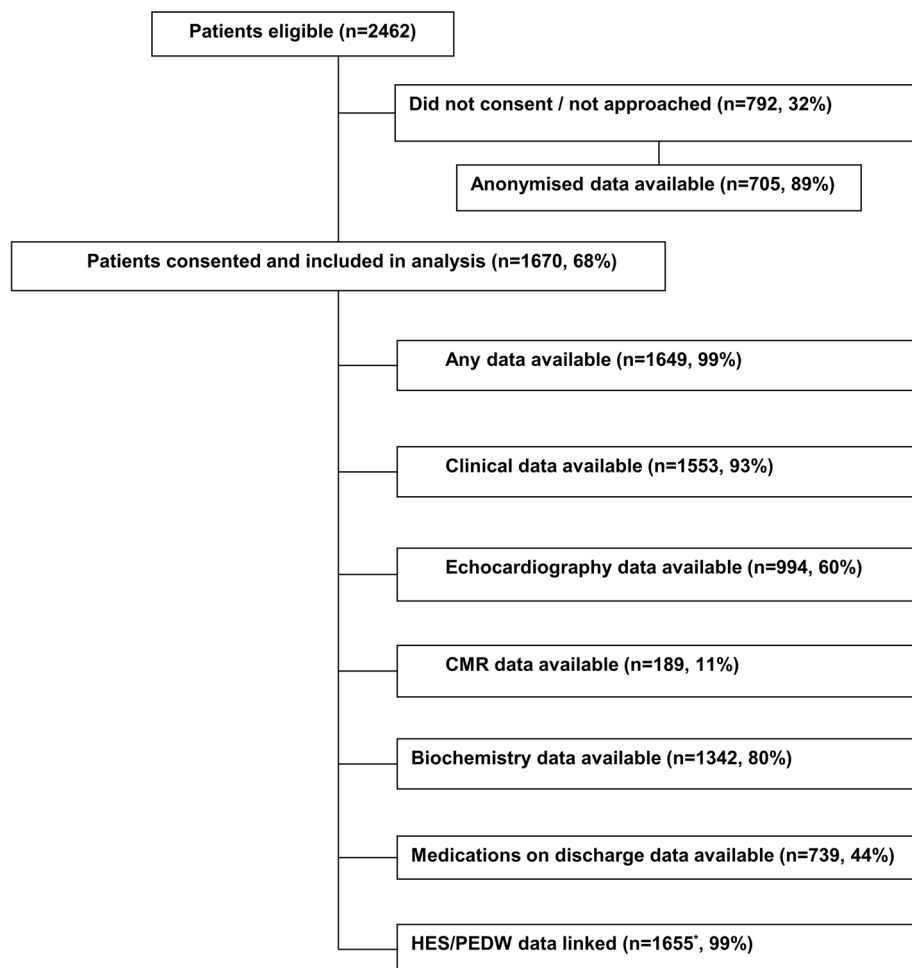 Patients eligible (n=2462)
Did not consent / not approached (n=792, 32%)
Anonymised data available (n=705, 89%)
Patients consented and included in analysis (n=1670, 68%)
Any data available (n=1649, 99%)
Clinical data available (n=1553, 93%)
Echocardiography data available (n=994, 60%)
CMR data available (n=189, 11%)
Biochemistry data available (n=1342, 80%)
Medications on discharge data available (n=739, 44%)
HES/PEDW data linked (n=1655*, 99%)